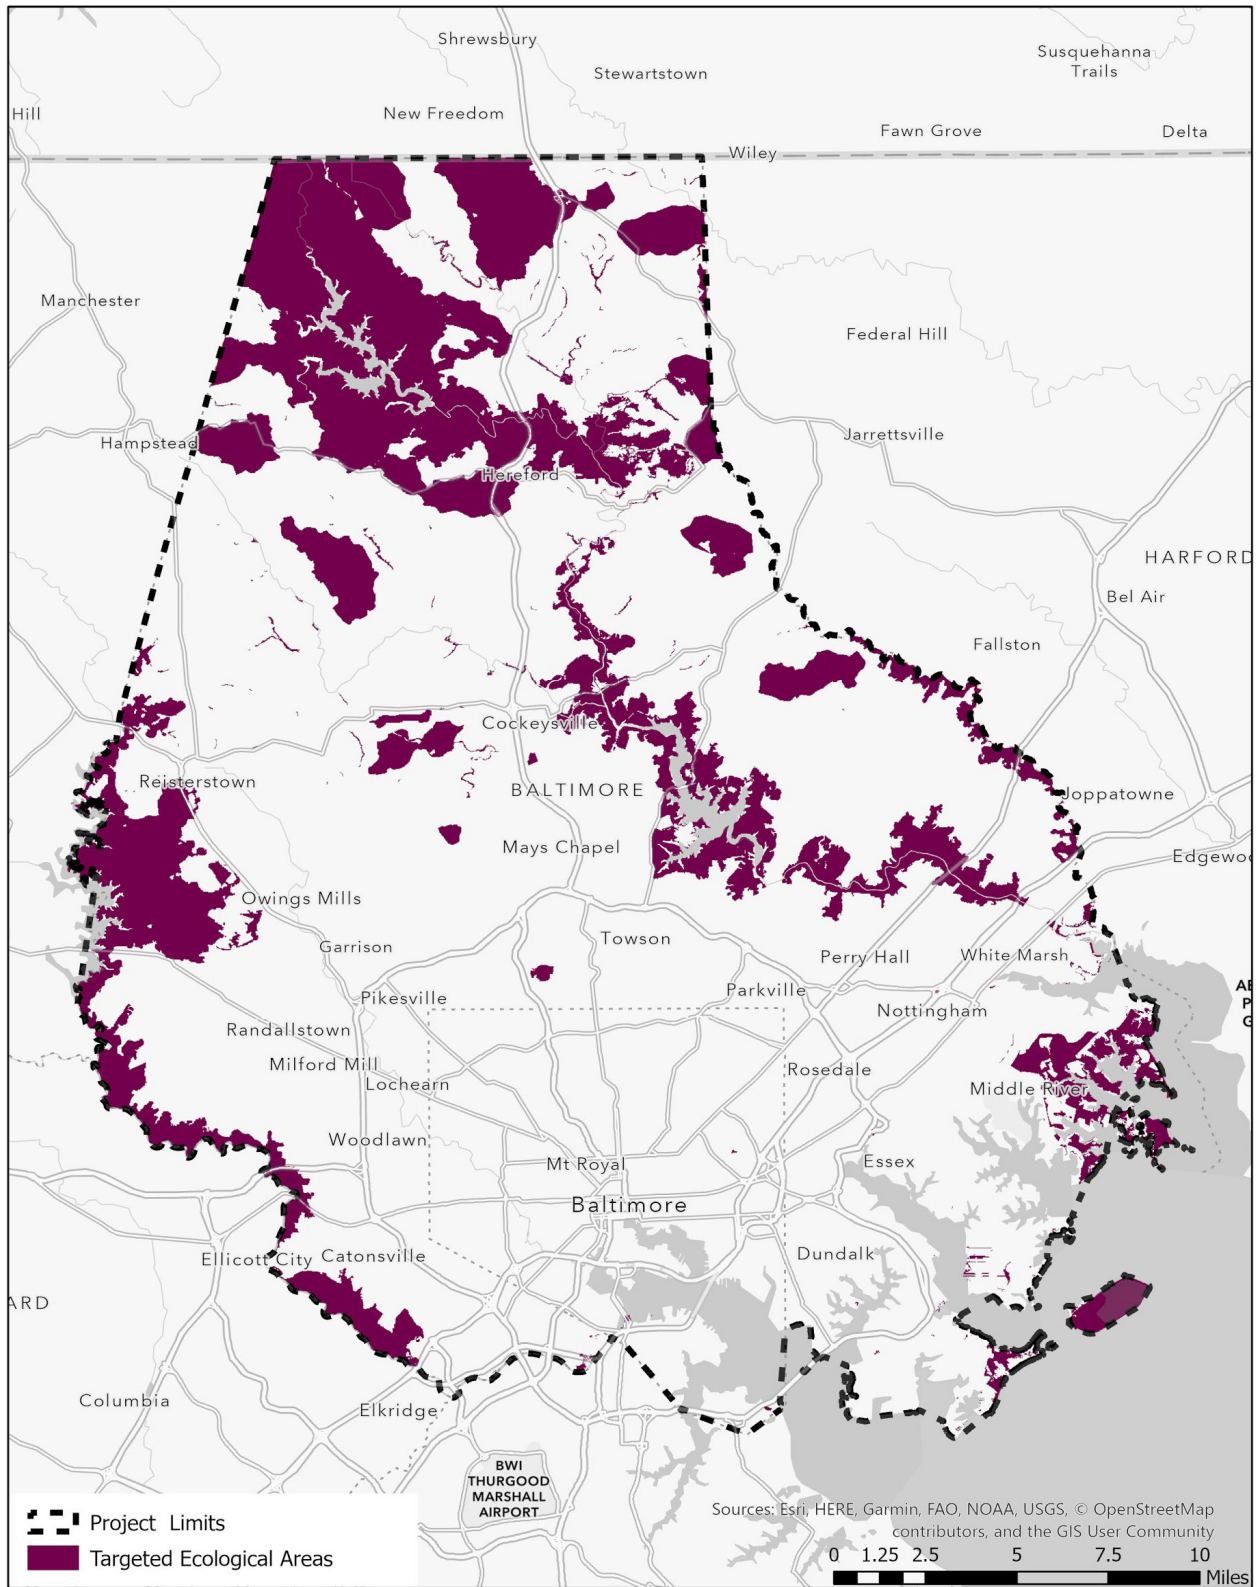 Shrewsbury
Susquehanna
Trails
Stewartstown
Hill
New Freedom
Fawn Grove
Delta
Wiley
Manchester
Federal Hill
Hampstead
Jarrettsville
Hereford
HARFORD
Bel Air
Fallston
Cockeysville
Reisterstown
BALTIMORE
Joppatowne
Mays Chapel
Edgewoo
Owings Mills
Garrison
Towson
Perry Hall
White Marsh
Pikesville
Parkville
Nottingham
AB
P
G
Randallstown
Milford Mill
Lochearn
Rosedale
Middle River
Woodlawn
Mt Royal
Essex
Baltimore
Ellicott City
Catonsville
Dundalk
ARD
Columbia
Elkridge
BWI
THURGOOD
MARSHALL
AIRPORT
Project Limits
Targeted Ecological Areas
Sources: Esri, HERE, Garmin, FAO, NOAA, USGS, © OpenStreetMap
contributors, and the GIS User Community
0 1.25 2.5 5 7.5 10
Miles